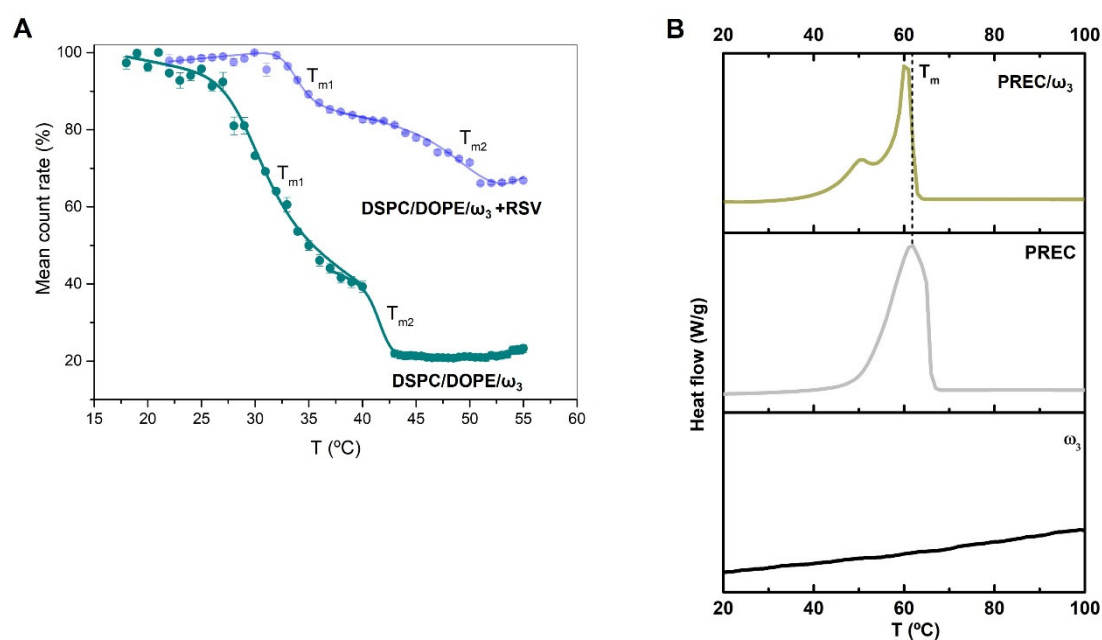 A
Mean count rate (%)
100
80
60
40
20
15 20 25 30 35 40 45 50 55 60
T (ºC)
T_m1
T_m2
DSPC/DOPE/ω₃ +RSV
T_m1
T_m2
DSPC/DOPE/ω₃
B
20 40 60 80 100
PREC/ω₃
T_m
PREC
Heat flow (W/g)
ω₃
20 40 60 80 100
T (ºC)